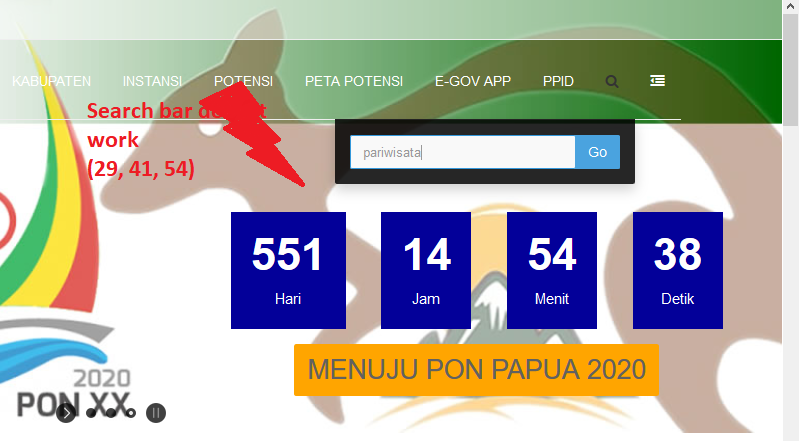 KABUPATEN INSTANSI POTENSI PETA POTENSI E-GOV APP PPID
Search bar
work
(29, 41, 54)
pariwisata Go
551 14 54 38
Hari Jam Menit Detik
MENUJU PON PAPUA 2020
2020
PON XX